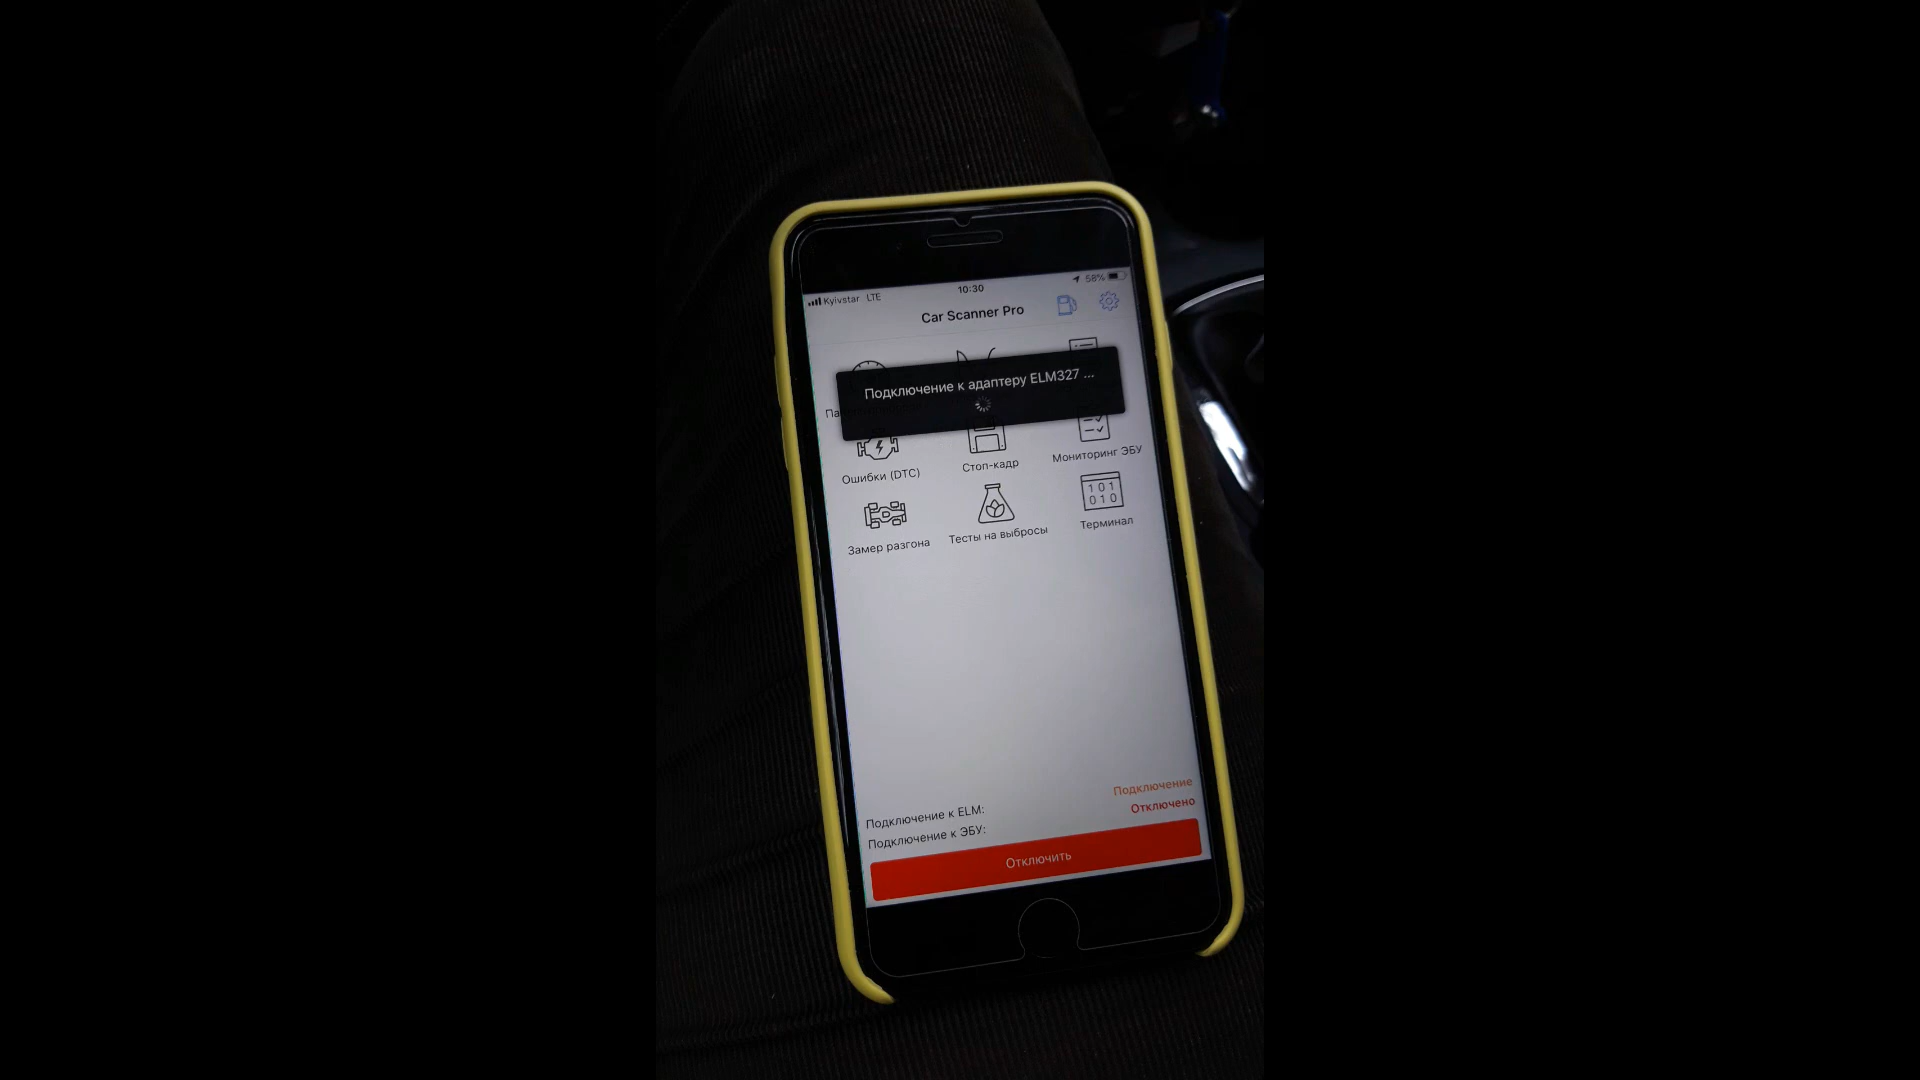 Kyivstar LTE
10:30
58%
Car Scanner Pro
Подключение к адаптеру ELM327 ...
Ошибки (DTC)
Стоп-кадр
Мониторинг ЭБУ
101
010
Замер разгона
Тесты на выбросы
Терминал
Подключение к ELM: Подключение
Подключение к ЭБУ: Отключено
Отключить